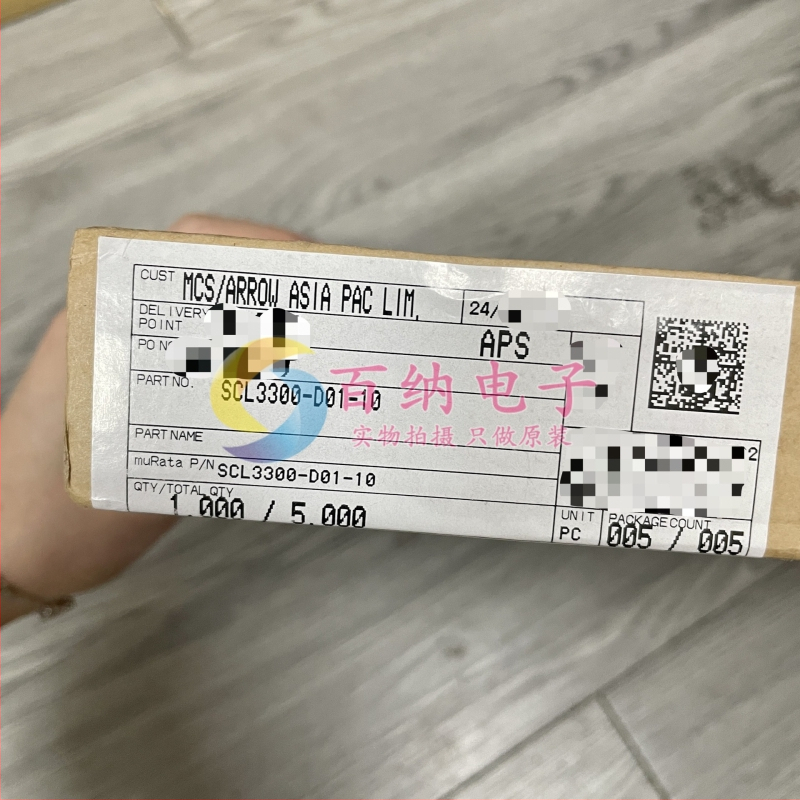 CUST MCS/ARROW ASIA PAC LIM.
24/
DELIVERY
POINT
APS
PO NO
PART NO. SCL3300-D01-10
百纳电子
实物拍摄 只做原装
PART NAME
2
muRata P/N SCL3300-D01-10
QTY/TOTAL QTY
1,000 / 5,000
UNIT
PC
PACKAGE COUNT
005 / 005